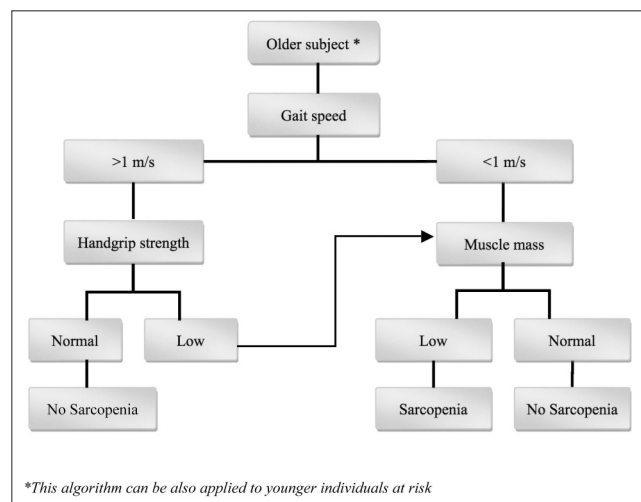 Older subject *
Gait speed
>1 m/s
<1 m/s
Handgrip strength
Muscle mass
Normal
Low
Low
Normal
No Sarcopenia
Sarcopenia
No Sarcopenia
*This algorithm can be also applied to younger individuals at risk